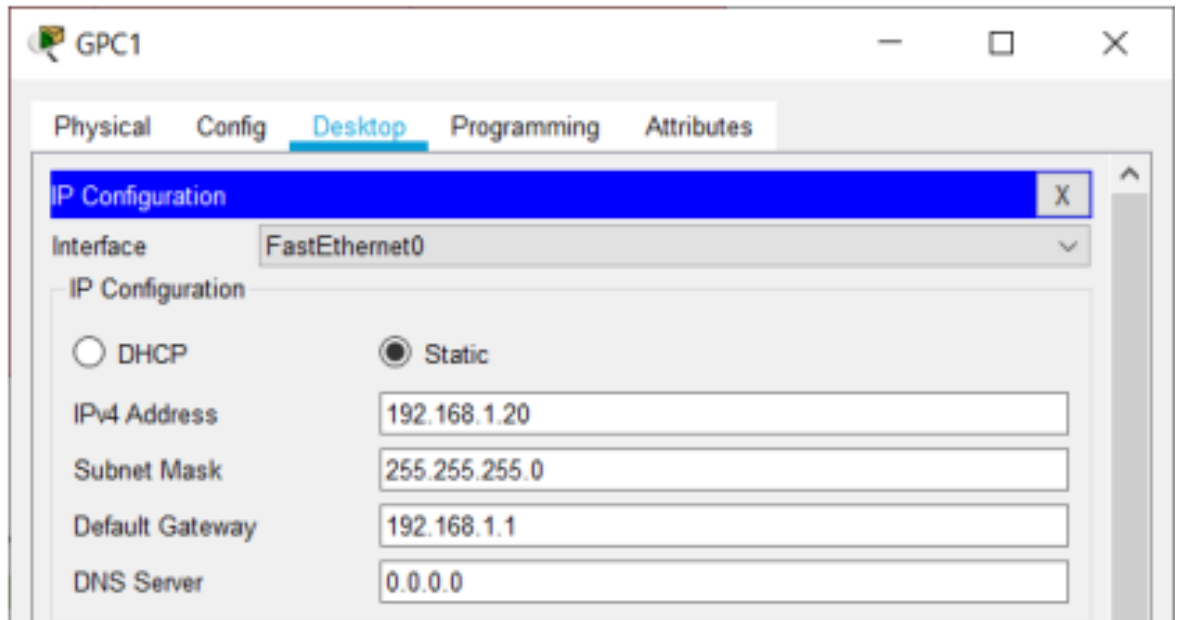 GPC1
Physical Config Desktop Programming Attributes
IP Configuration X
Interface FastEthernet0
IP Configuration
DHCP Static
IPv4 Address 192.168.1.20
Subnet Mask 255.255.255.0
Default Gateway 192.168.1.1
DNS Server 0.0.0.0